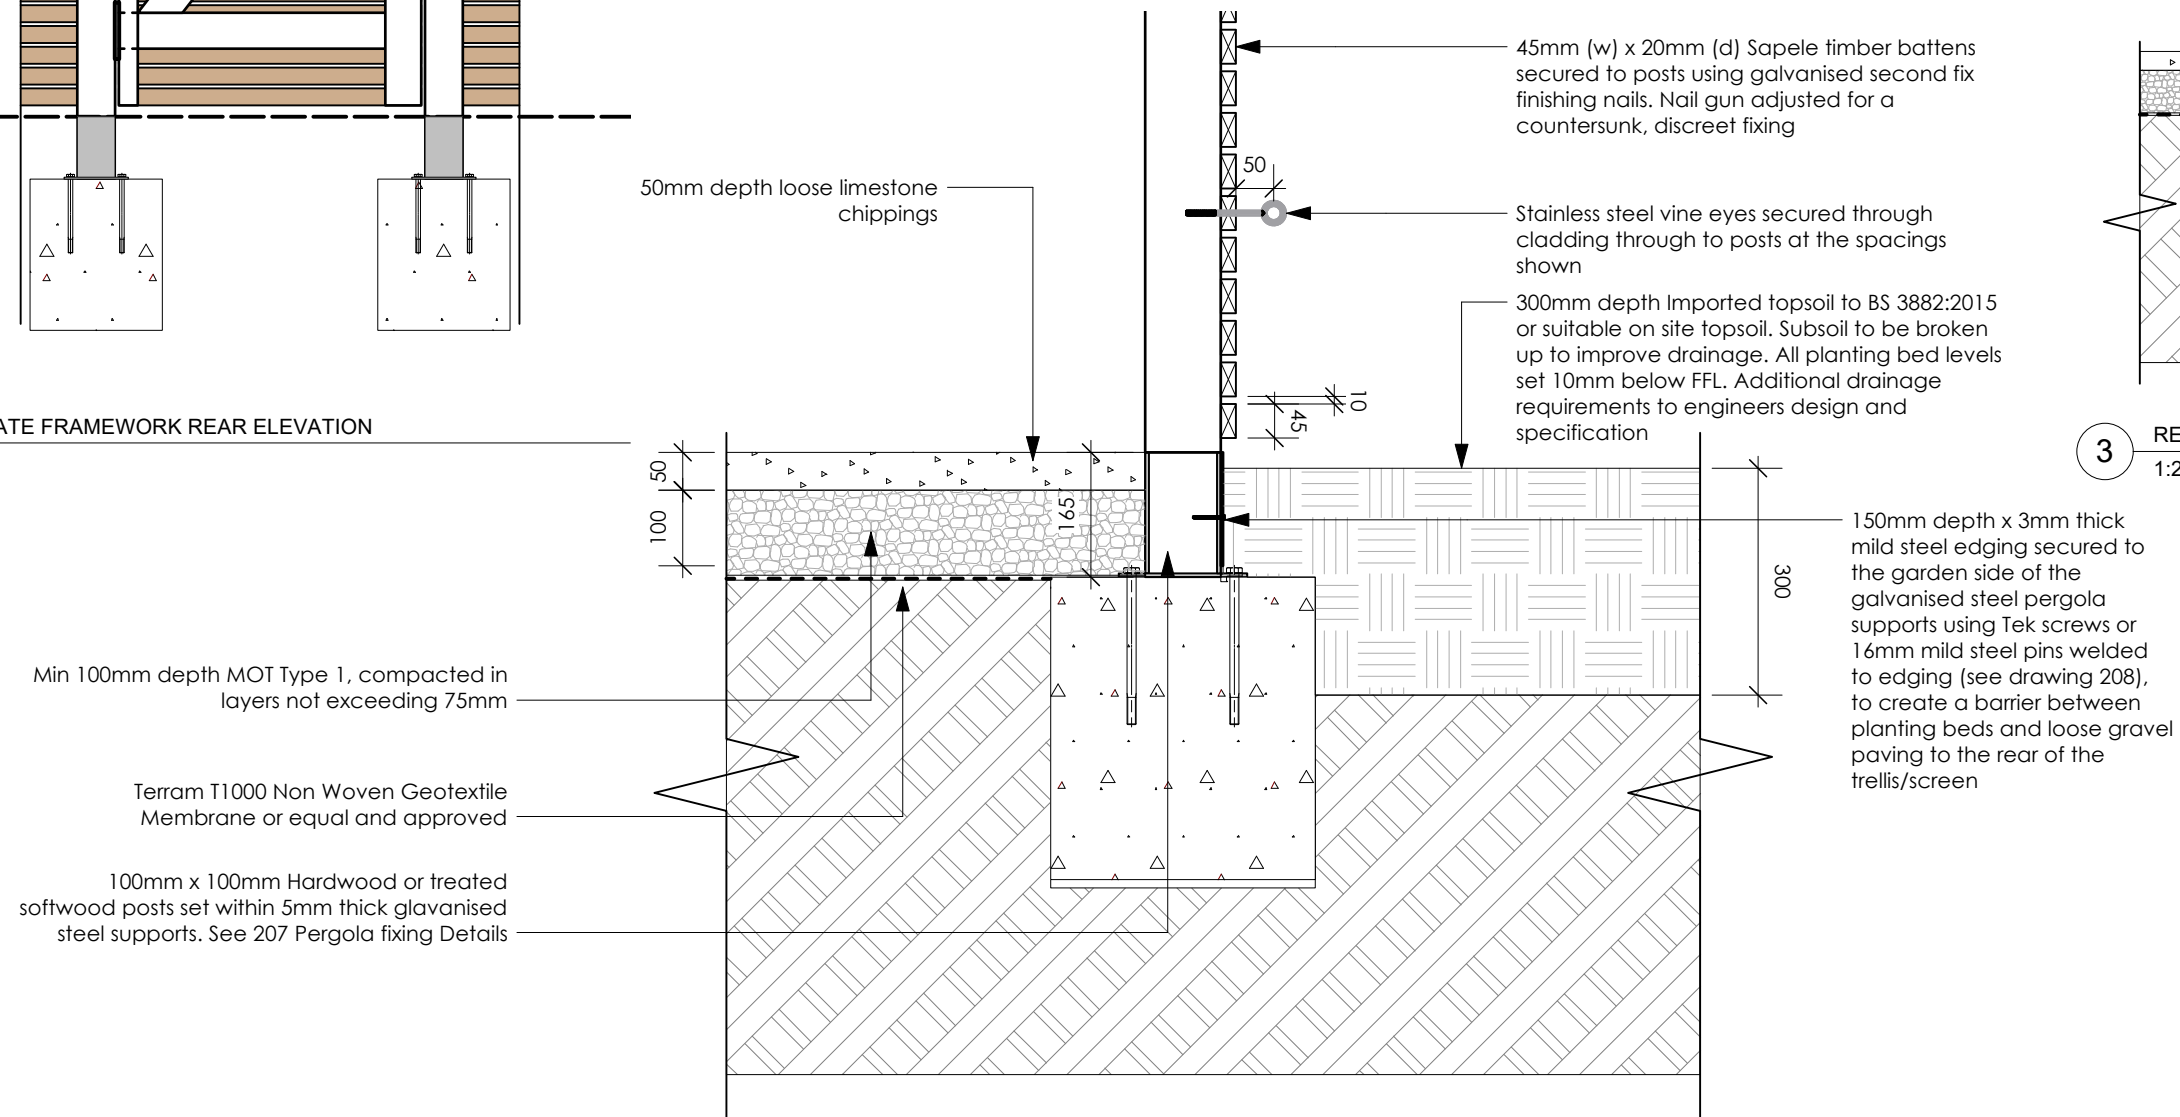 45mm (w) x 20mm (d) Sapele timber battens
secured to posts using galvanised second fix
finishing nails. Nail gun adjusted for a
countersunk, discreet fixing
50
50mm depth loose limestone
chippings
Stainless steel vine eyes secured through
cladding through to posts at the spacings
shown
300mm depth Imported topsoil to BS 3882:2015
or suitable on site topsoil. Subsoil to be broken
up to improve drainage. All planting bed levels
set 10mm below FFL. Additional drainage
requirements to engineers design and
specification
10
45
ATE FRAMEWORK REAR ELEVATION
3
RE
1:2
50
100
165
300
150mm depth x 3mm thick
mild steel edging secured to
the garden side of the
galvanised steel pergola
supports using Tek screws or
16mm mild steel pins welded
to edging (see drawing 208),
to create a barrier between
planting beds and loose gravel
paving to the rear of the
trellis/screen
Min 100mm depth MOT Type 1, compacted in
layers not exceeding 75mm
Terram T1000 Non Woven Geotextile
Membrane or equal and approved
100mm x 100mm Hardwood or treated
softwood posts set within 5mm thick glavanised
steel supports. See 207 Pergola fixing Details